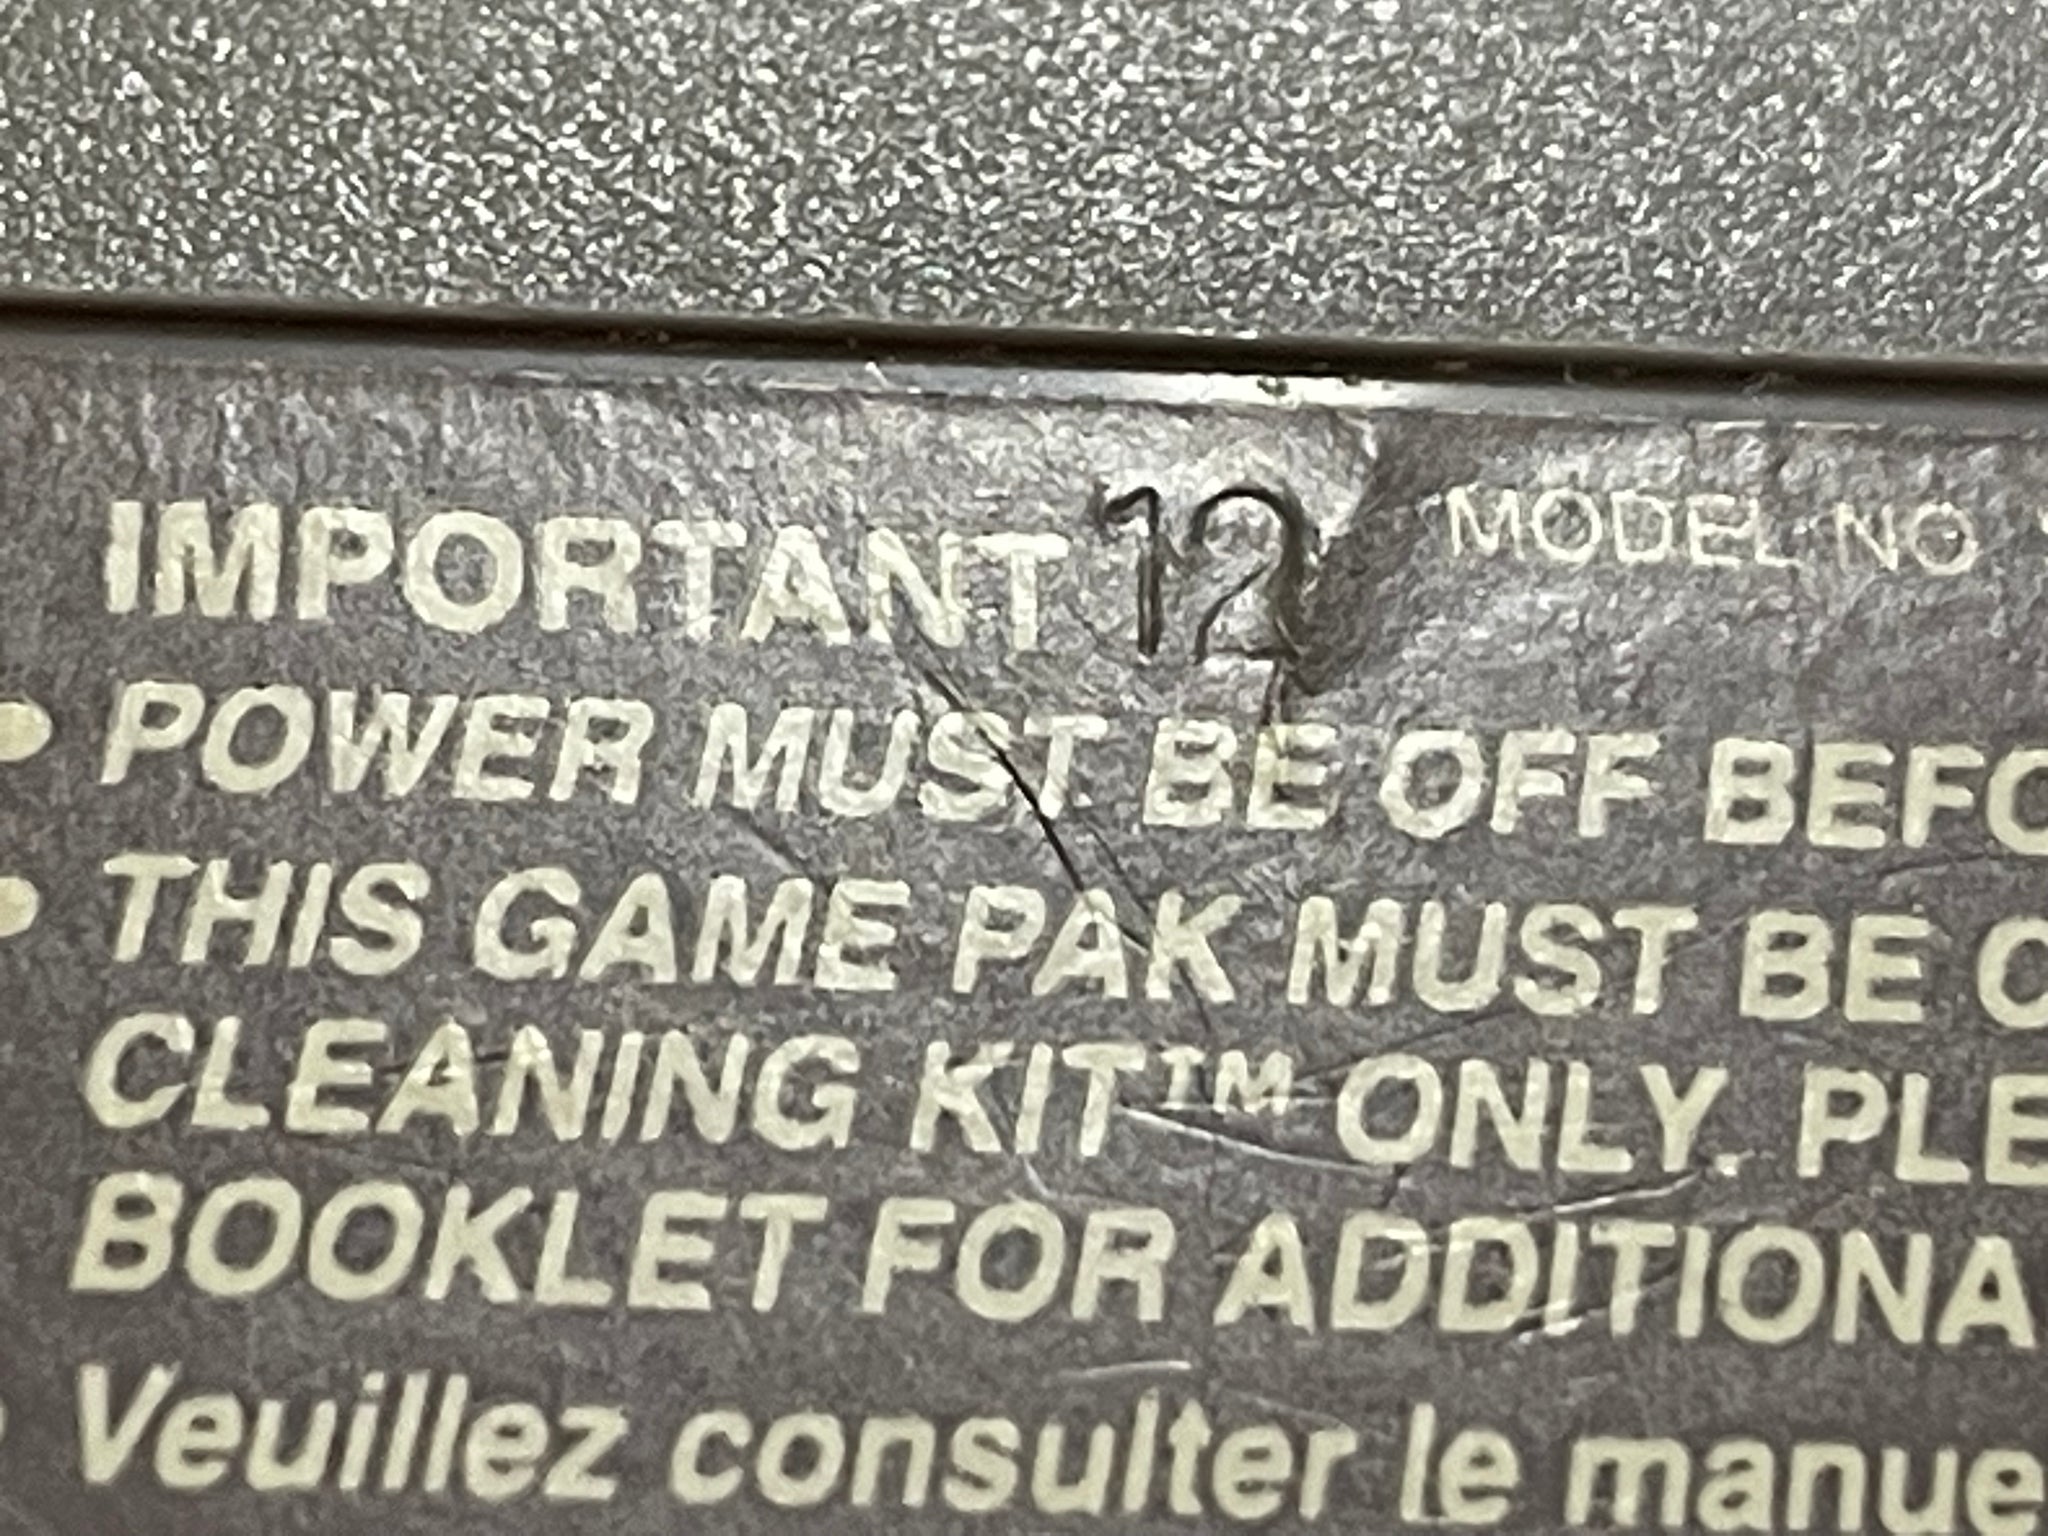 IMPORTANT 12 MODEL NO
• POWER MUST BE OFF BEFO
• THIS GAME PAK MUST BE C
CLEANING KIT™ ONLY. PLE
BOOKLET FOR ADDITIONA
Veuillez consulter le manue